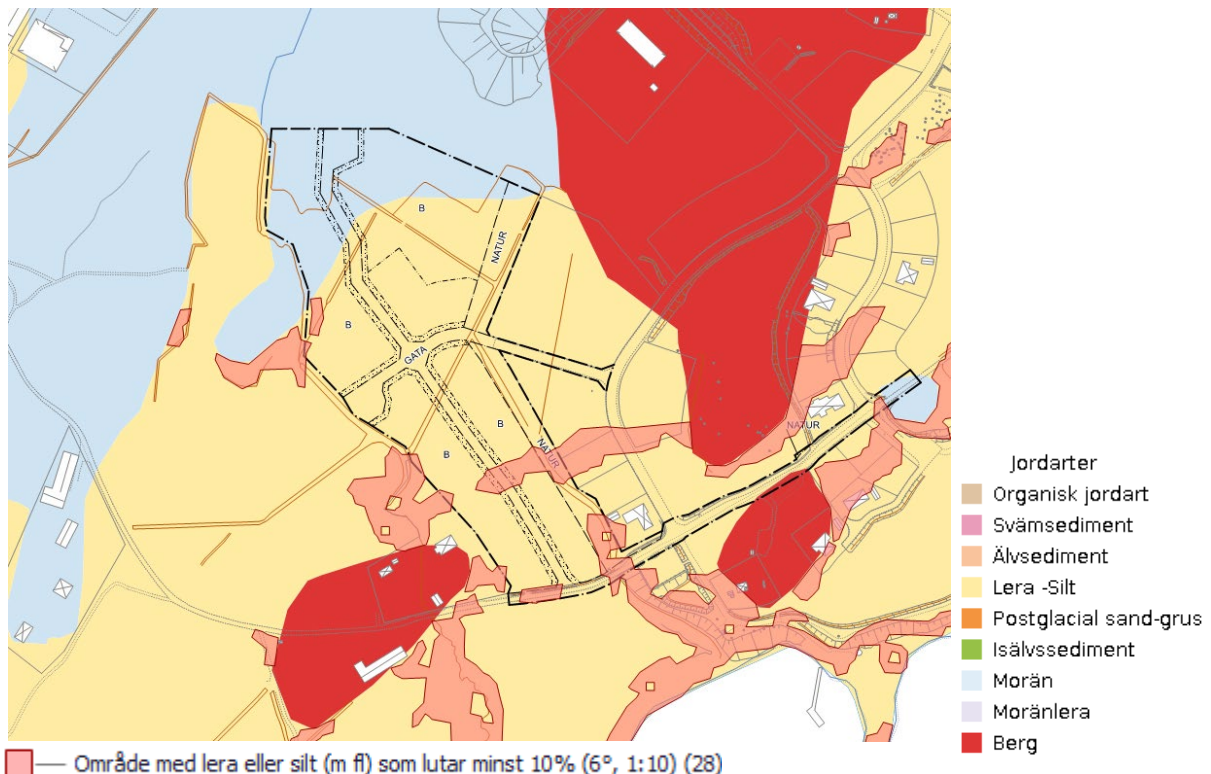 B
NATUR
B
GATA
B
NATUR
B
NATUR
Jordarter
Organisk jordart
Svämsediment
Älvsediment
Lera -Silt
Postglacial sand-grus
Isälvssediment
Morän
Moränlera
Berg
Område med lera eller silt (m fl) som lutar minst 10% (6°, 1:10) (28)